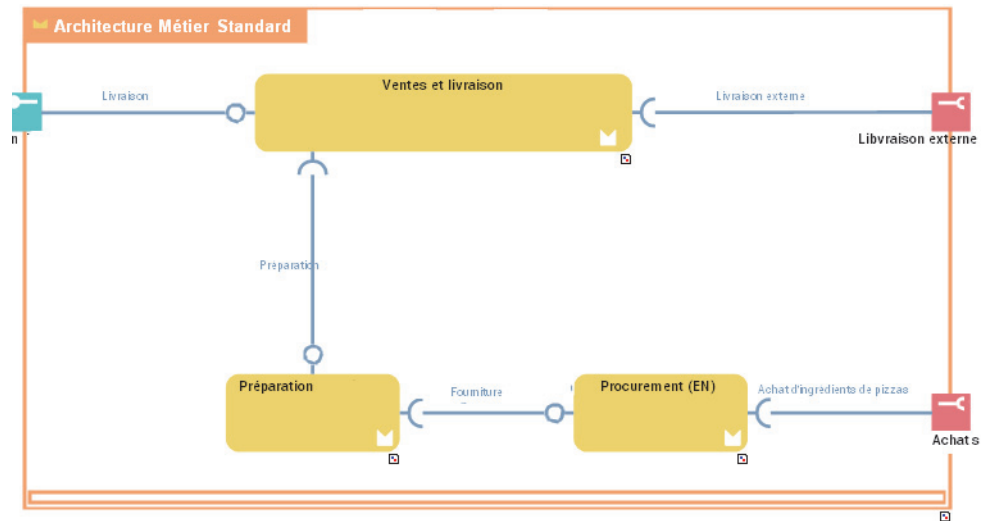 Architecture Métier Standard
Ventes et livraison
Livraison
Livraison externe
n
Libvraison externe
Préparation
Préparation
Procurement (EN)
Fourniture
Achat d'ingrédients de pizzas
Achats